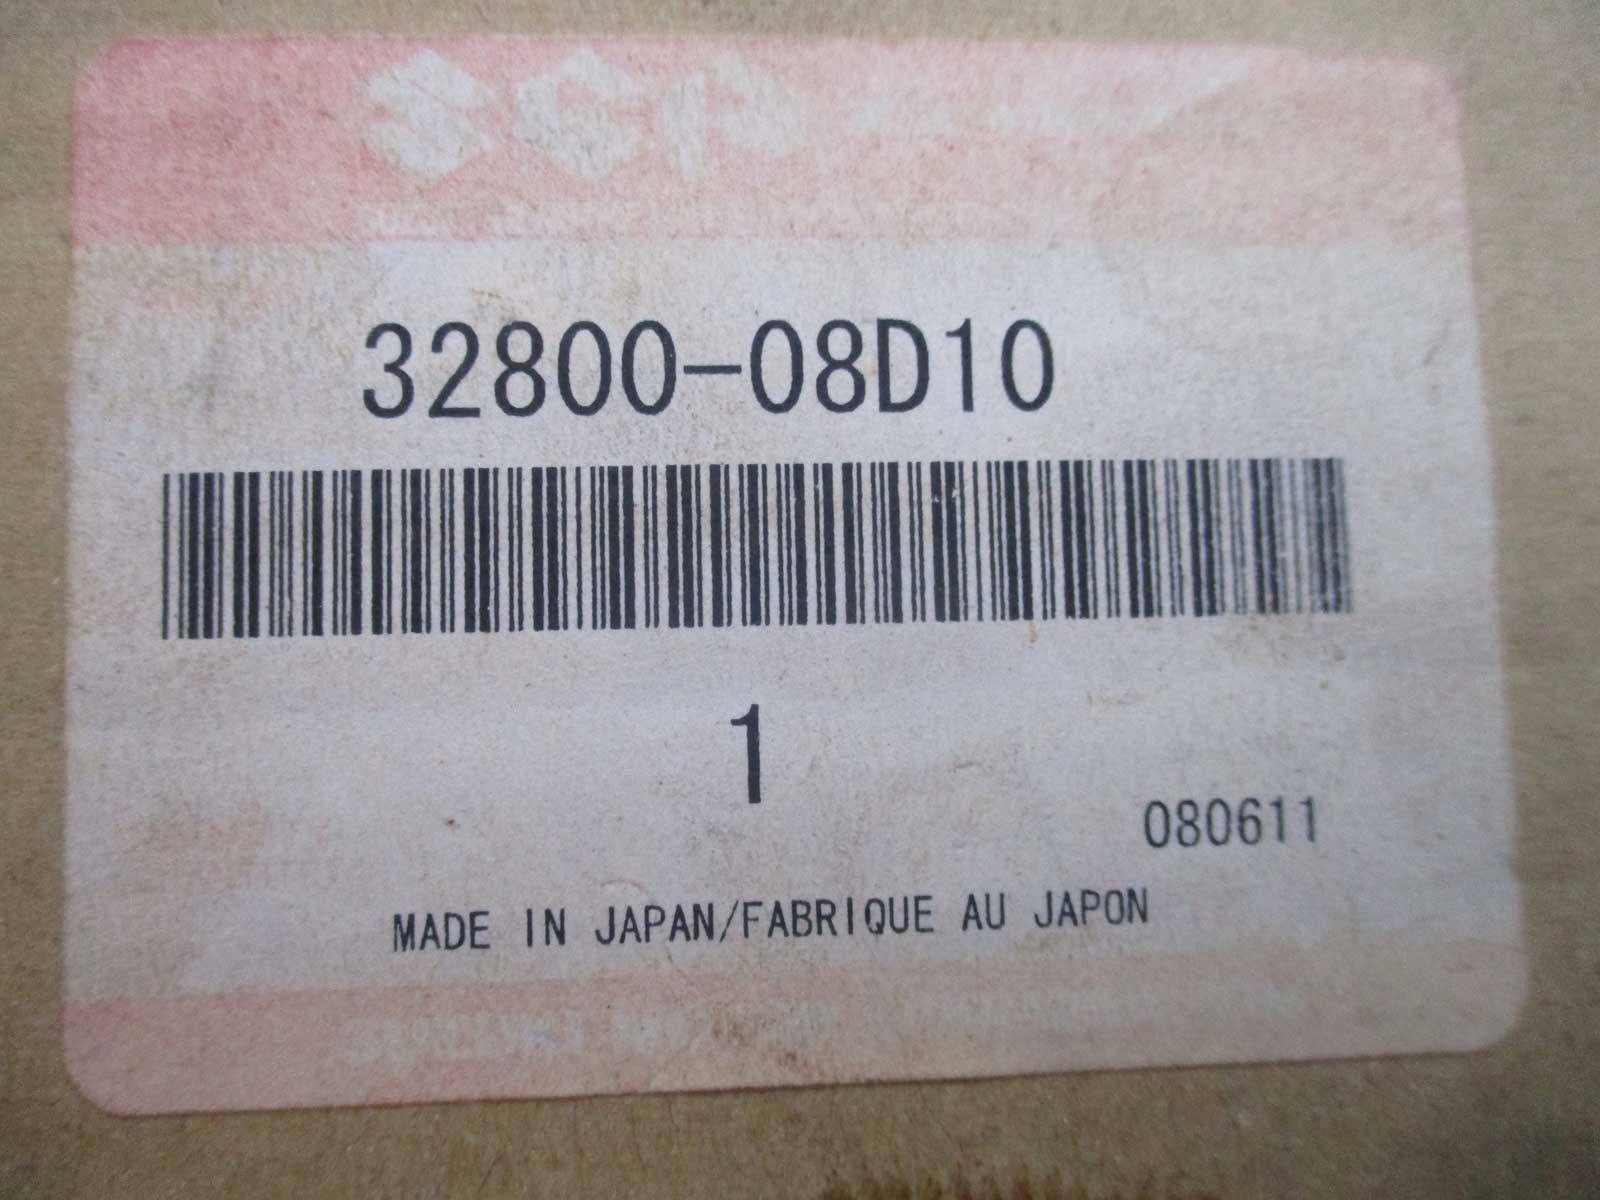 32800-08D10
1
080611
MADE IN JAPAN/FABRIQUE AU JAPON